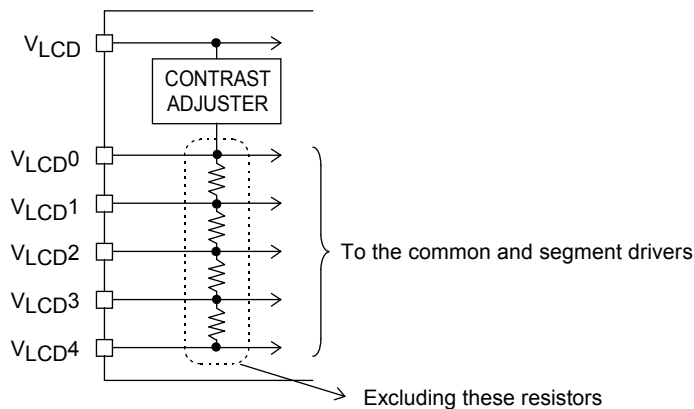 VLCD
CONTRAST
ADJUSTER
VLCD0
VLCD1
VLCD2
To the common and segment drivers
VLCD3
VLCD4
Excluding these resistors